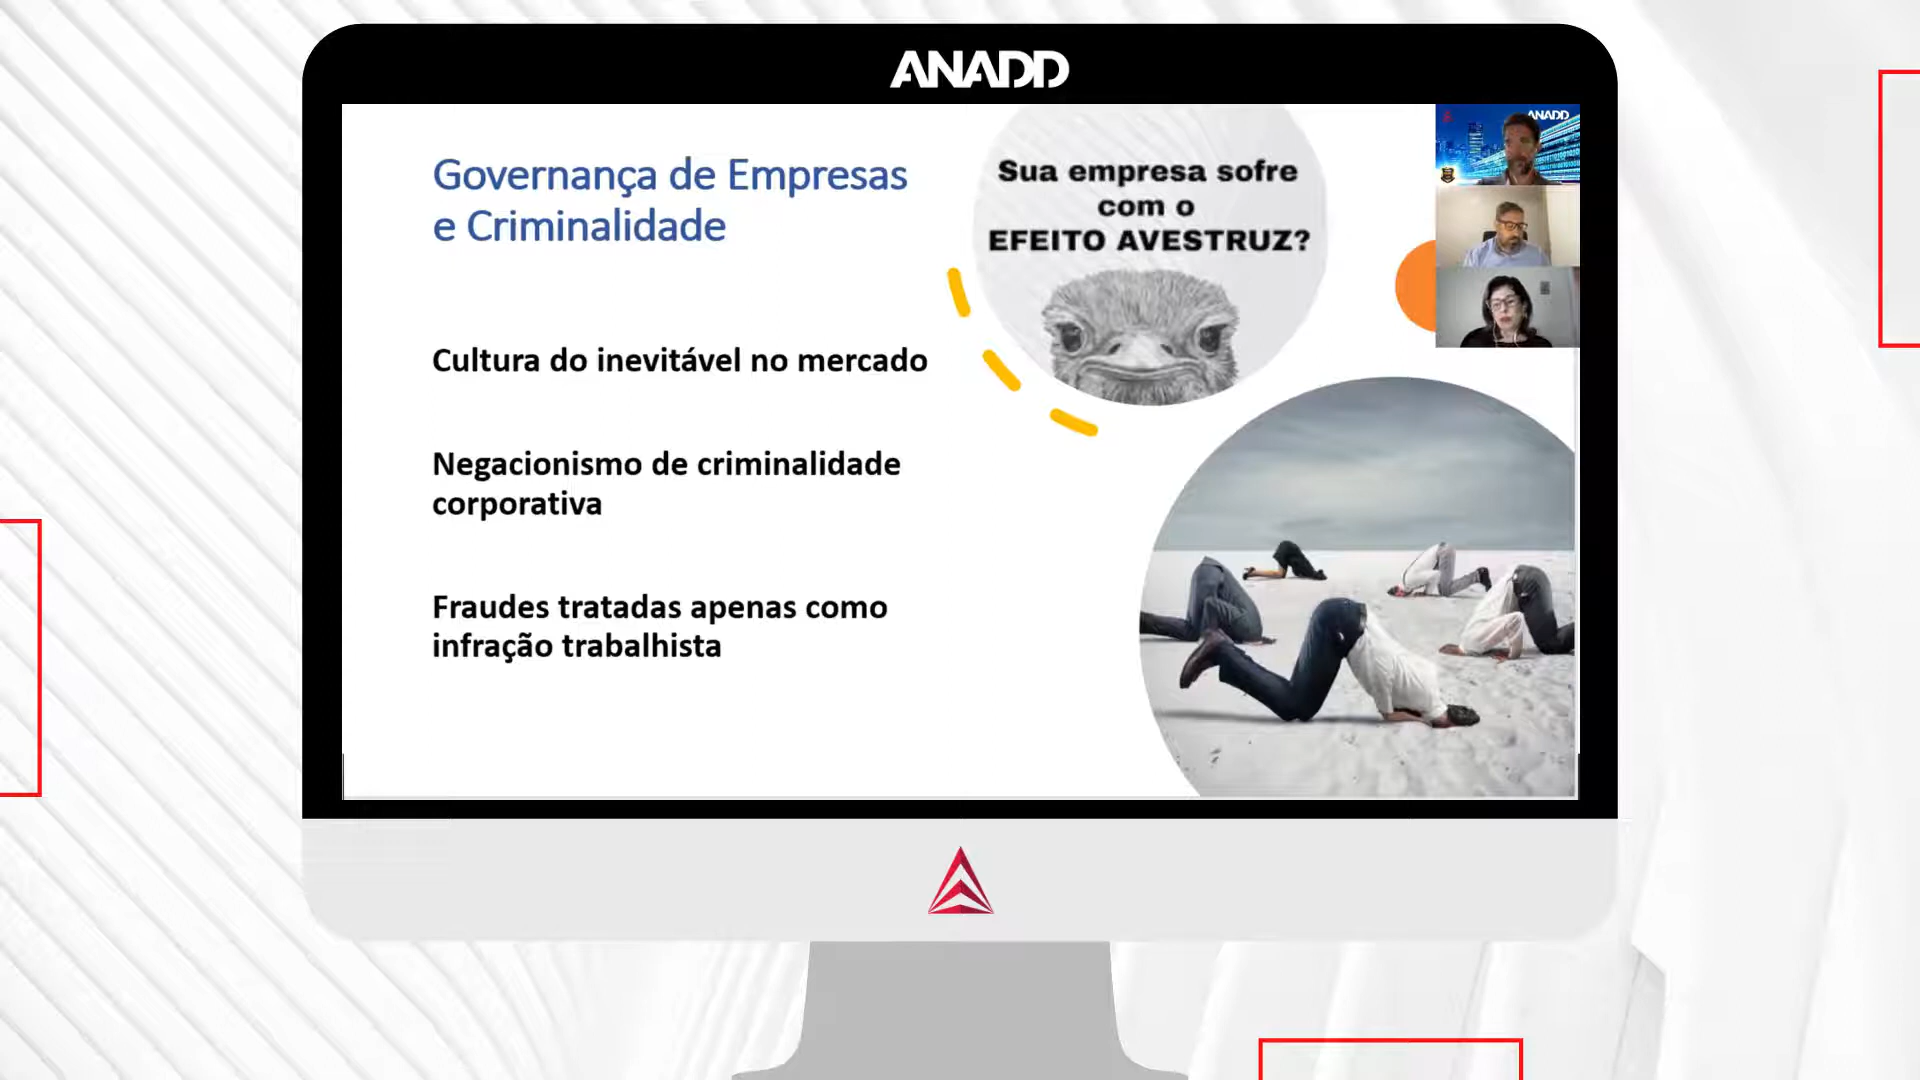 ANADD
Governança de Empresas
e Criminalidade
Sua empresa sofre
com o
EFEITO AVESTRUZ?
ANADD
Cultura do inevitável no mercado
Negacionismo de criminalidade
corporativa
Fraudes tratadas apenas como
infração trabalhista